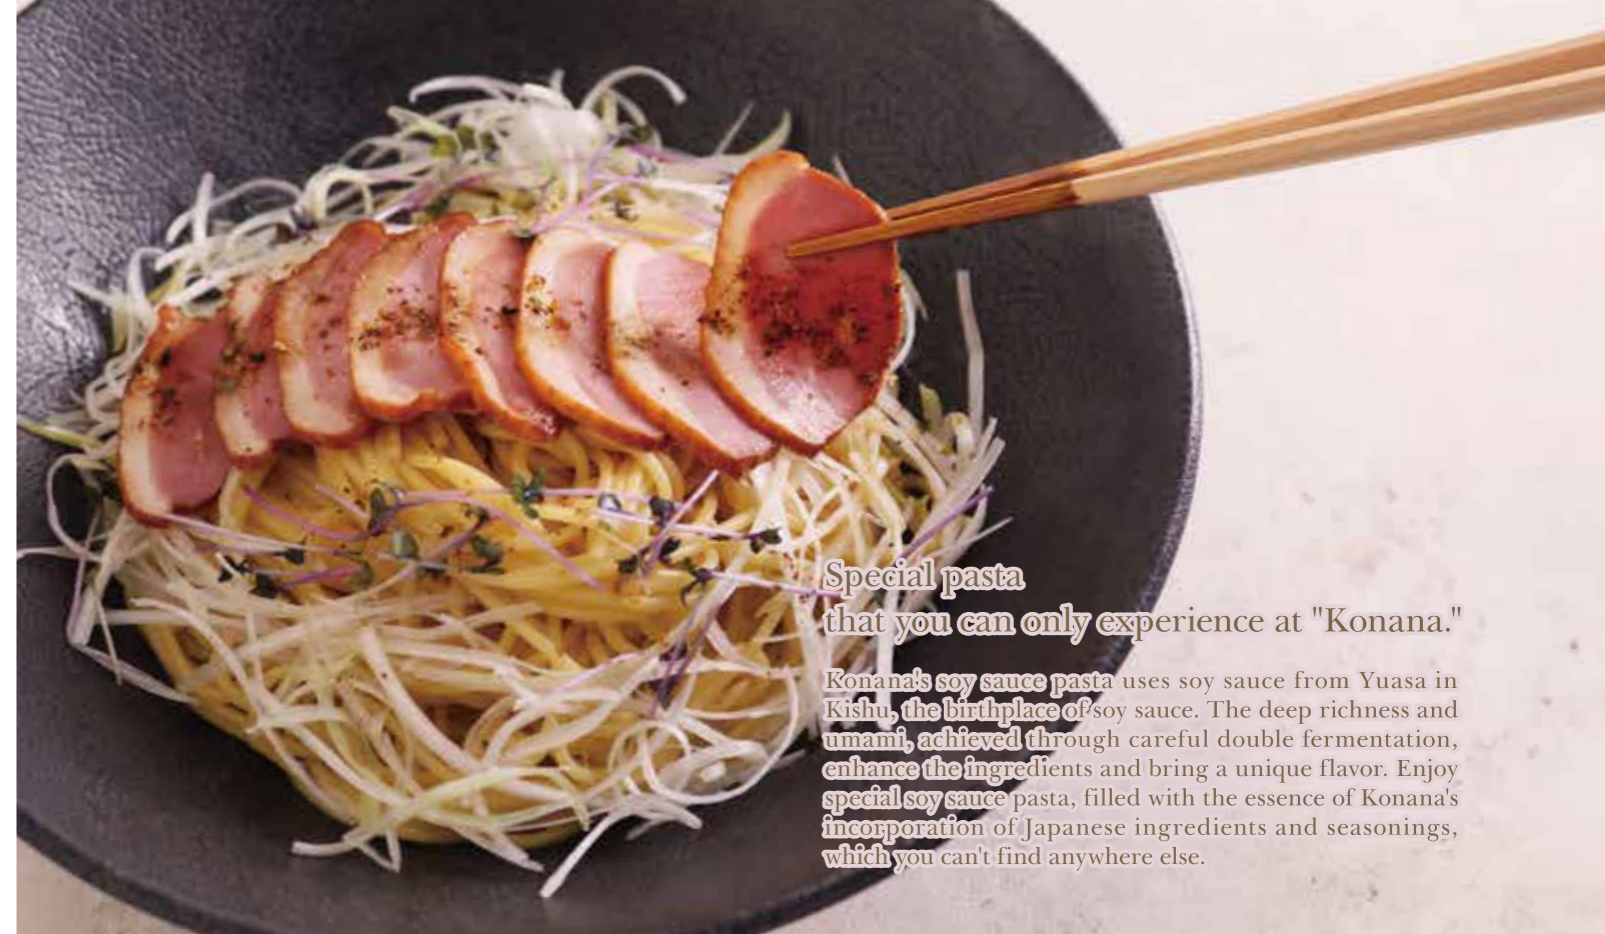 Special pasta
that you can only experience at "Konana."
Konana's soy sauce pasta uses soy sauce from Yuasa in
Kishu, the birthplace of soy sauce. The deep richness and
umami, achieved through careful double fermentation,
enhance the ingredients and bring a unique flavor. Enjoy
special soy sauce pasta, filled with the essence of Konana's
incorporation of Japanese ingredients and seasonings,
which you can't find anywhere else.